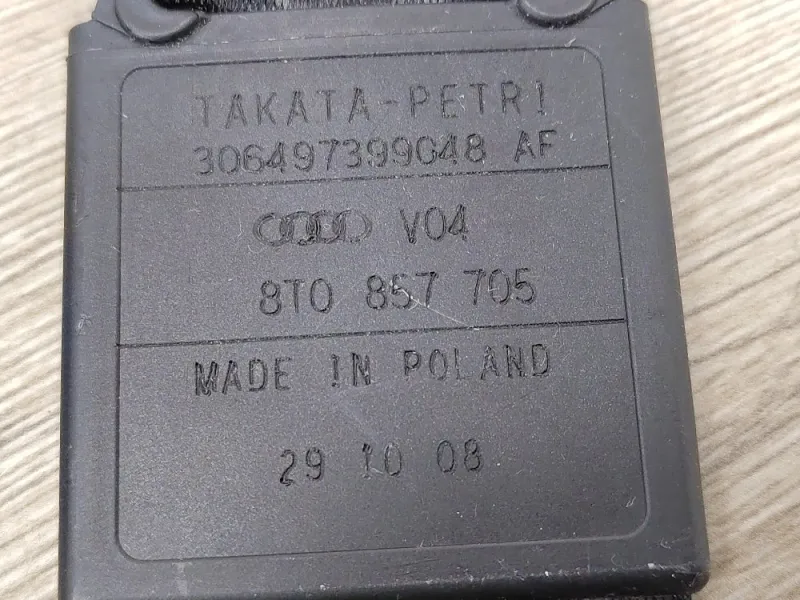 TAKATA-PETRI
306497399048 AF
V04
8T0 857 705
MADE IN POLAND
29 10 08